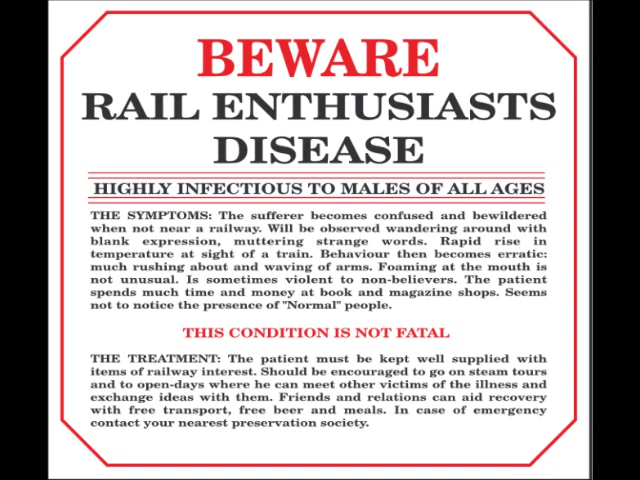 BEWARE
RAIL ENTHUSIASTS
DISEASE
HIGHLY INFECTIOUS TO MALES OF ALL AGES
THE SYMPTOMS: The sufferer becomes confused and bewildered
when not near a railway. Will be observed wandering around with
blank expression, muttering strange words. Rapid rise in
temperature at sight of a train. Behaviour then becomes erratic:
much rushing about and waving of arms. Foaming at the mouth is
not unusual. Is sometimes violent to non-believers. The patient
spends much time and money at book and magazine shops. Seems
not to notice the presence of "Normal" people.
THIS CONDITION IS NOT FATAL
THE TREATMENT: The patient must be kept well supplied with
items of railway interest. Should be encouraged to go on steam tours
and to open-days where he can meet other victims of the illness and
exchange ideas with them. Friends and relations can aid recovery
with free transport, free beer and meals. In case of emergency
contact your nearest preservation society.